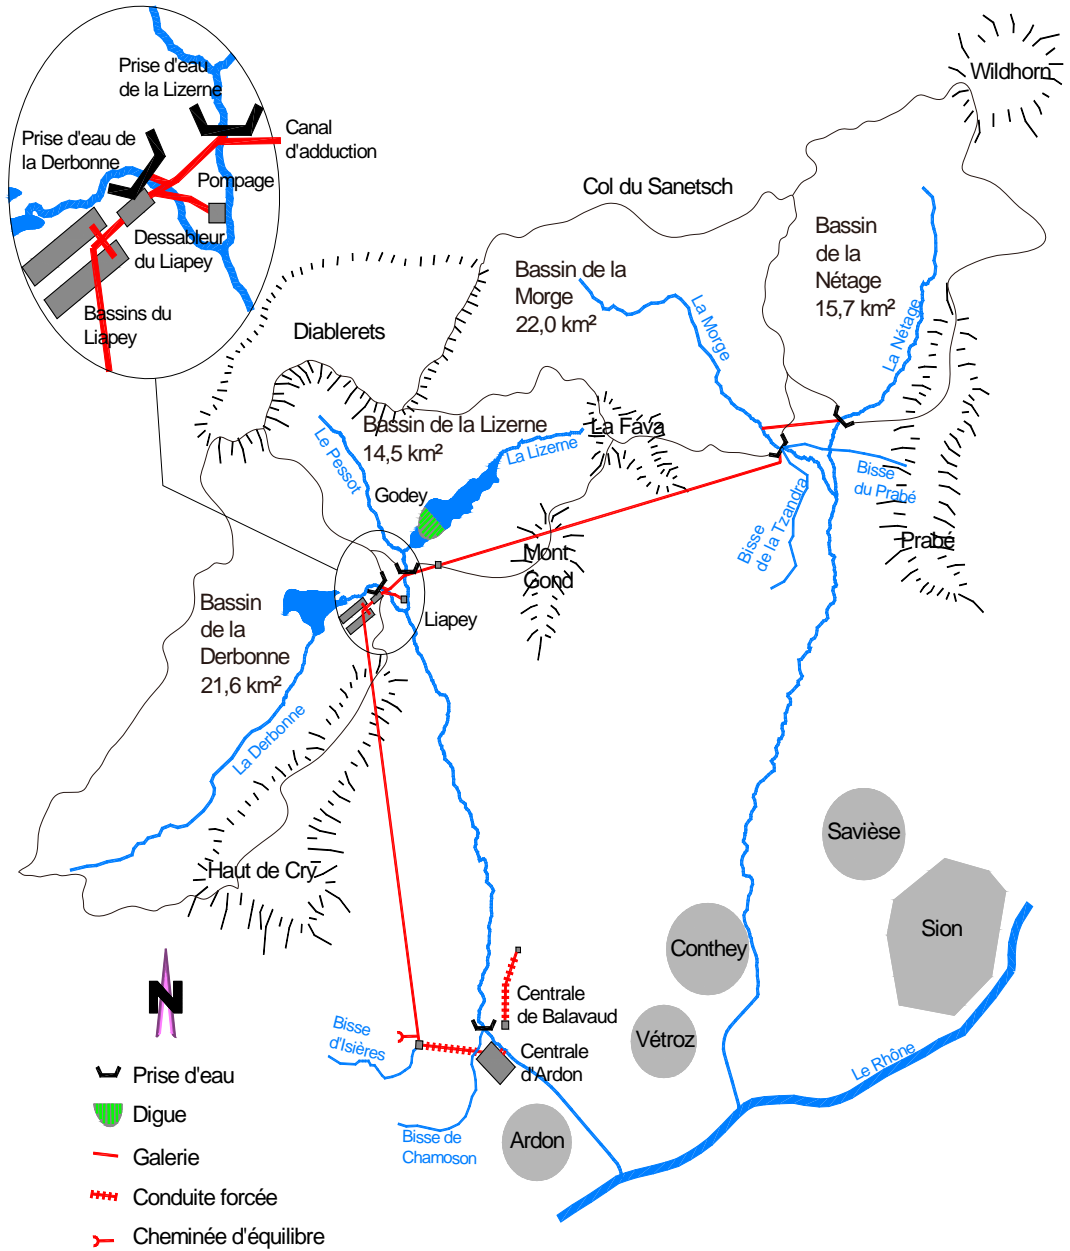 Wildhorn
Prise d'eau
de la Lizerne
Prise d'eau de
la Derbonne
Canal
d'adduction
Pompage
Dessableur
du Liapey
Bassins du
Liapey
Col du Sanetsch
Bassin
de la
Nétage
15,7 km²
Bassin de la
Morge
22,0 km²
La Morge
La Nétage
Diablerets
Bassin de la Lizerne
14,5 km²
Le Pessot
La Lizerne
La Fava
Godey
Bisse
du Prabé
Bisse
de la Tzandra
Prabé
Mont
Gond
Bassin
de la
Derbonne
21,6 km²
Liapey
La Derbonne
Haut de Cry
Savièse
Sion
Conthey
Vétroz
Le Rhône
N
Centrale
de Balavaud
Bisse
d'Isières
Centrale
d'Ardon
Bisse de
Chamoson
Ardon
Prise d'eau
Digue
Galerie
Conduite forcée
Cheminée d'équilibre